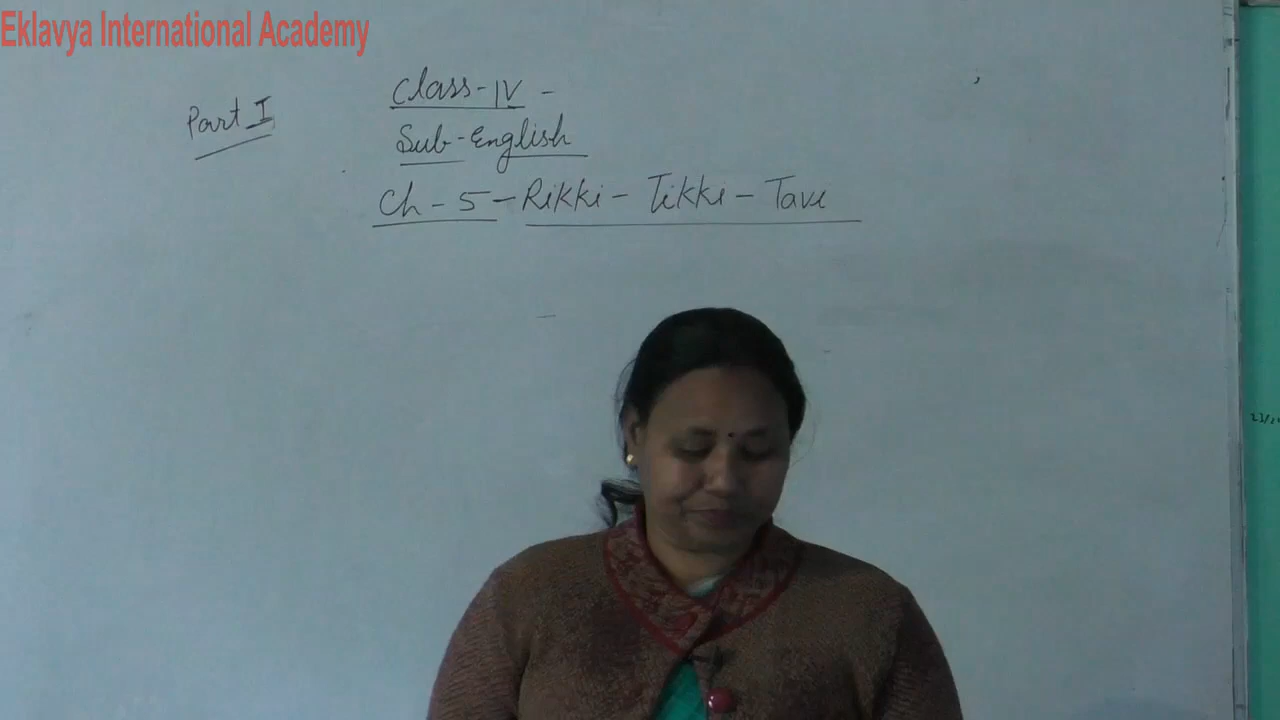 Eklavya International Academy
Class-IV -
Part I
Sub-English
Ch-5-Rikki-Tikki-Tavi